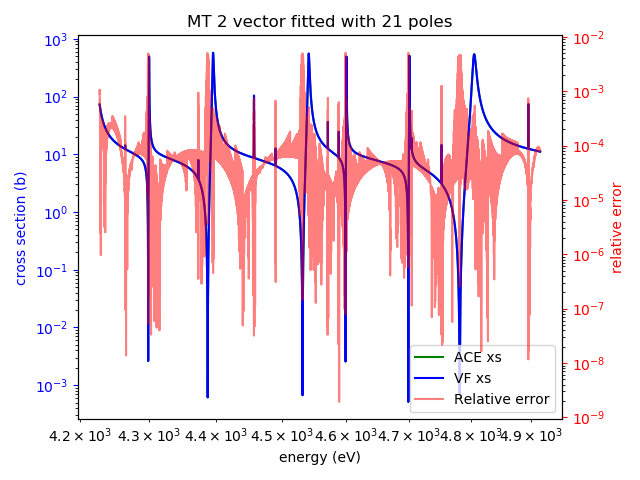 MT 2 vector fitted with 21 poles
cross section (b)
10³
10²
10¹
10⁰
10⁻¹
10⁻²
10⁻³
10⁻²
10⁻³
10⁻⁴
10⁻⁵
10⁻⁶
10⁻⁷
10⁻⁸
10⁻⁹
relative error
ACE xs
VF xs
Relative error
4.2 × 10³ 4.3 × 10³ 4.4 × 10³ 4.5 × 10³ 4.6 × 10³ 4.7 × 10³ 4.8 × 10³ 4.9 × 10³
energy (eV)